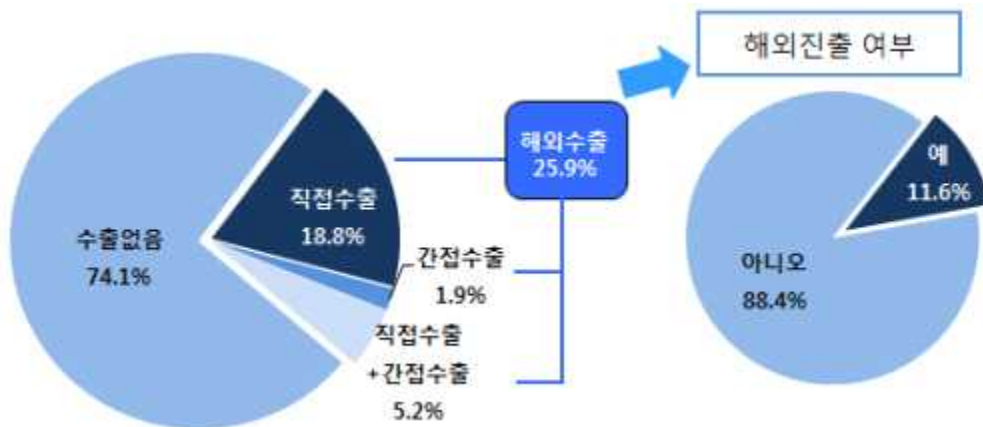 해외진출 여부
해외수출
25.9%
직접수출
18.8%
수출없음
74.1%
간접수출
1.9%
직접수출
+간접수출
5.2%
예
11.6%
아니오
88.4%